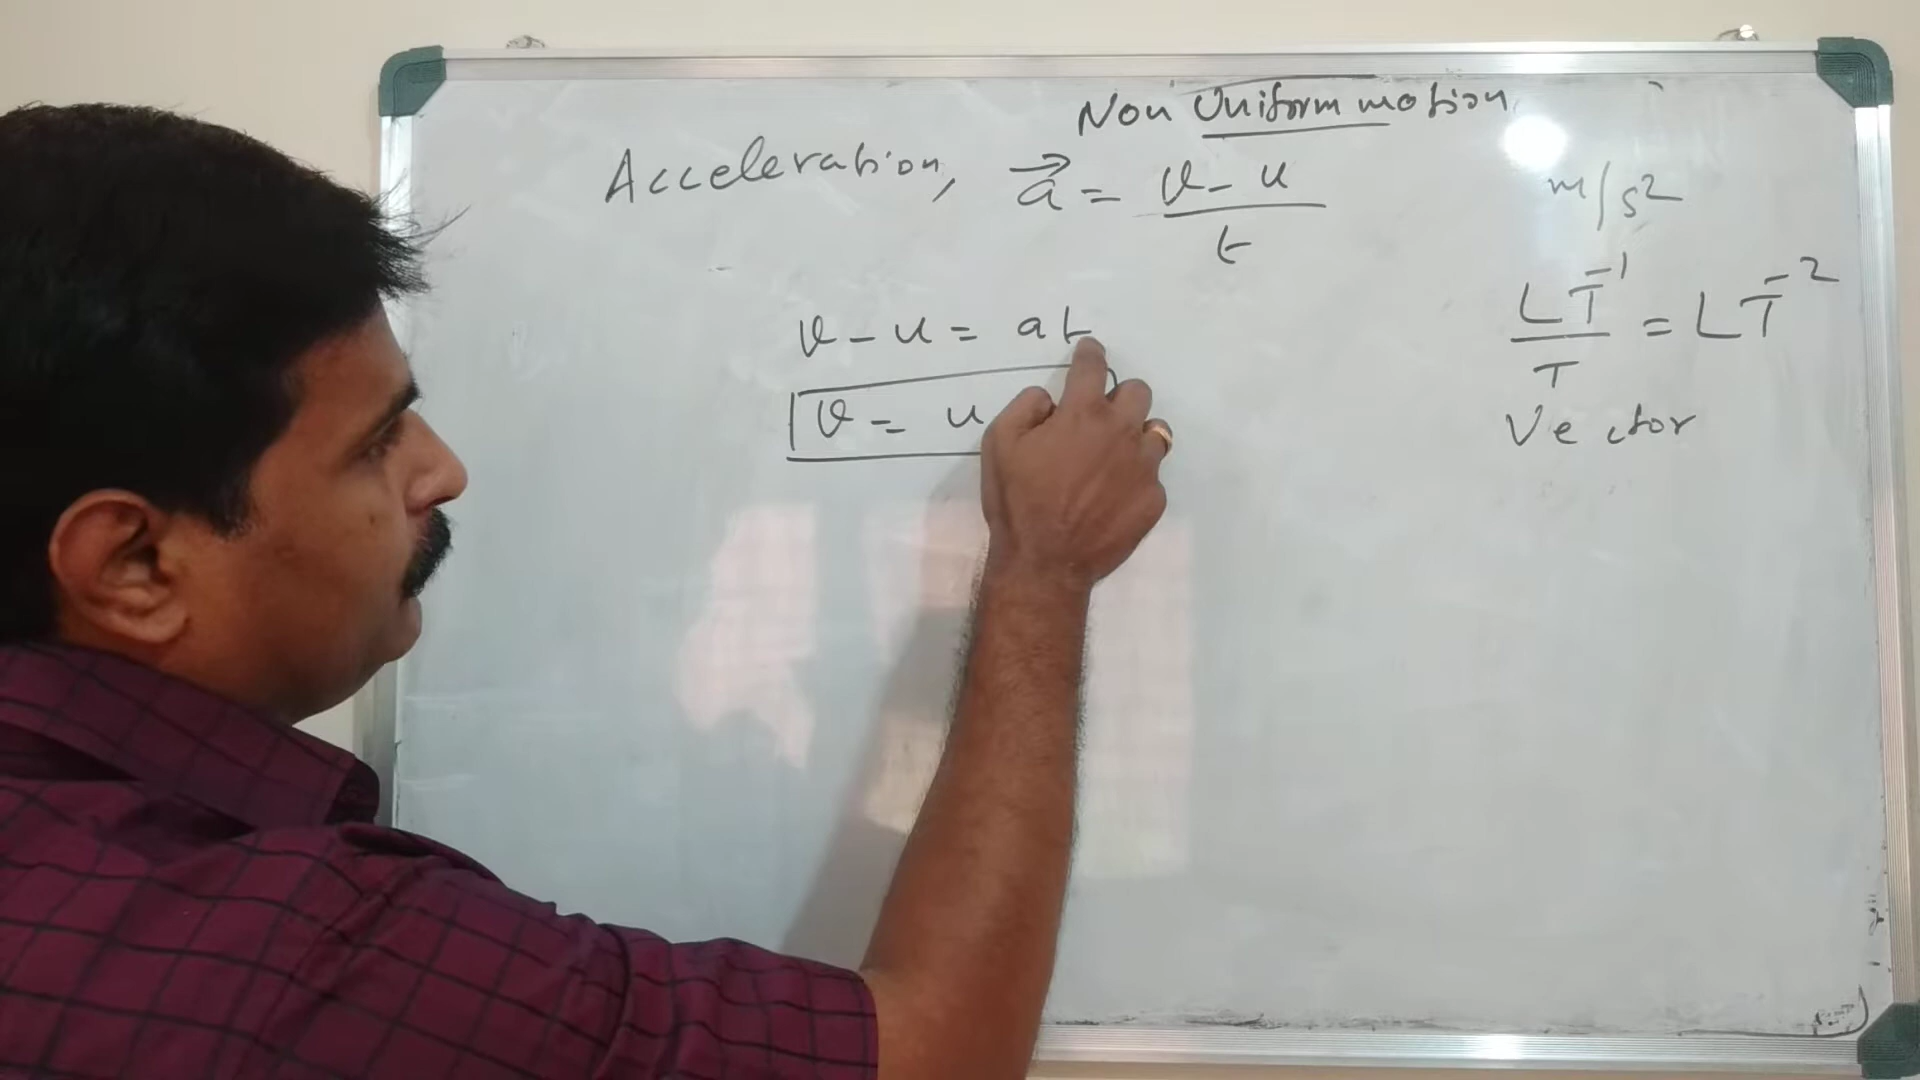 Non Uniform motion
Acceleration, a⃗ = v - u / t
m/s²
v - u = at
LT⁻¹ / T = LT⁻²
v = u
Vector